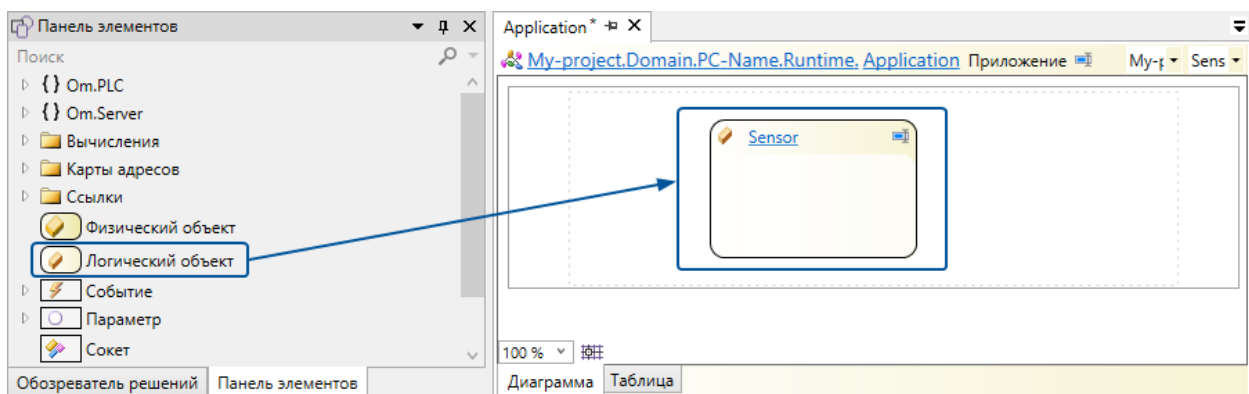 Панель элементов
Поиск
{} Om.PLC
{} Om.Server
Вычисления
Карты адресов
Ссылки
Физический объект
Логический объект
Событие
Параметр
Сокет
Обозреватель решений Панель элементов
Application*
My-project.Domain.PC-Name.Runtime. Application Приложение My-p Sens
Sensor
100 %
Диаграмма Таблица